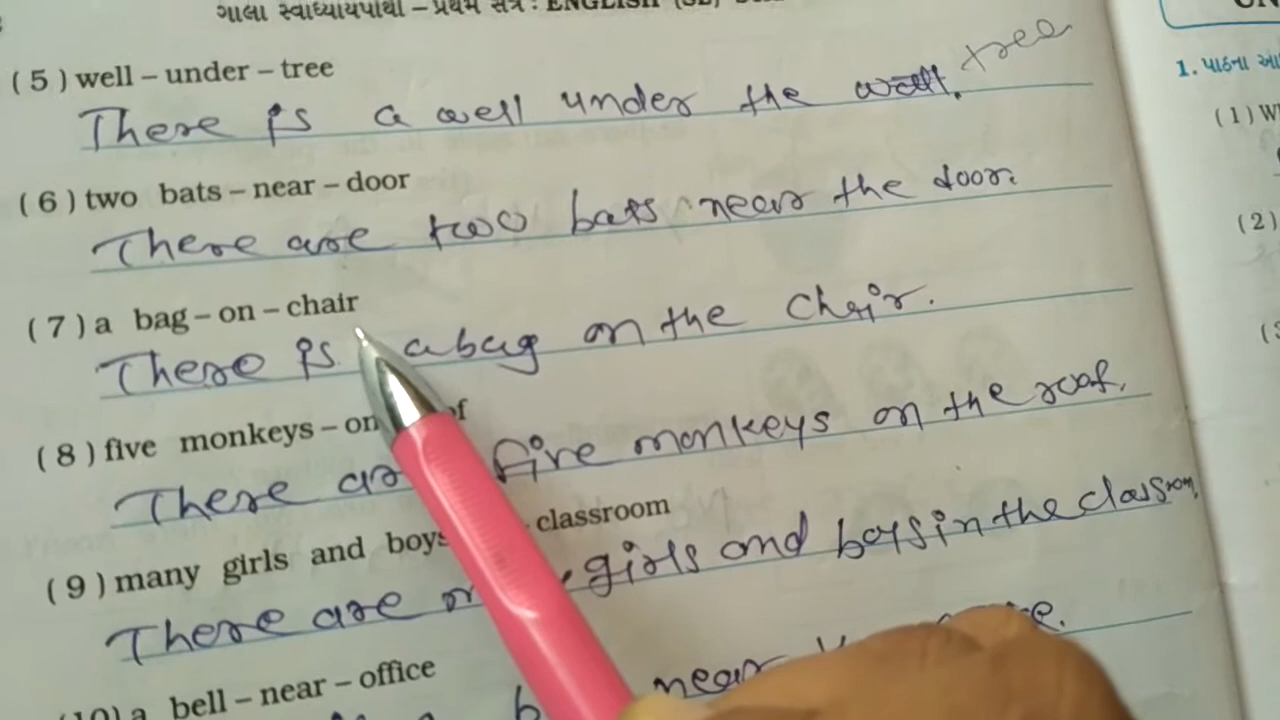 ગાલા સ્વાધ્યાયપોથી – પ્રથમ સત્ર : ENGLISH
( 5 ) well – under – tree
There is a well under the well. tree
( 6 ) two bats – near – door
There are two bats near the door.
( 7 ) a bag – on – chair
There is a bag on the chair.
( 8 ) five monkeys – on
There are five monkeys on the roof.
( 9 ) many girls and boys classroom
There are girls and boys in the classroom
(10) a bell – near – office
near
1. પાઠના
( 1 )
( 2 )